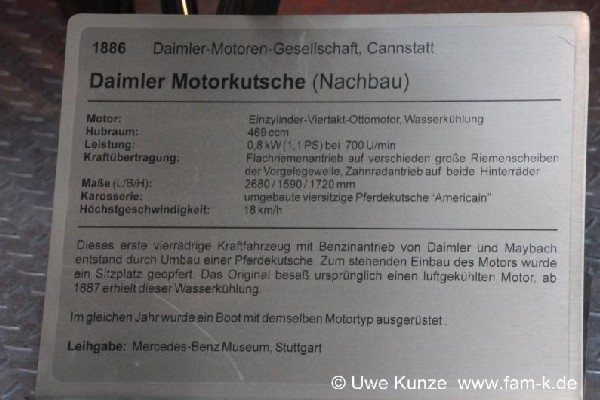 1886 Daimler-Motoren-Gesellschaft, Cannstatt
Daimler Motorkutsche (Nachbau)
Motor: Einzylinder-Viertakt-Ottomotor, Wasserkühlung
Hubraum: 469 ccm
Leistung: 0,8 kW (1,1 PS) bei 700 U/min
Kraftübertragung: Flachriemenantrieb auf verschieden große Riemenscheiben
der Vorgelegewelle, Zahnradantrieb auf beide Hinterräder
Maße (L/B/H): 2680 / 1590 / 1720 mm
Karosserie: umgebaute viersitzige Pferdekutsche "Americain"
Höchstgeschwindigkeit: 18 km/h
Dieses erste vierrädrige Kraftfahrzeug mit Benzinantrieb von Daimler und Maybach
entstand durch Umbau einer Pferdekutsche. Zum stehenden Einbau des Motors wurde
ein Sitzplatz geopfert. Das Original besaß ursprünglich einen luftgekühlten Motor, ab
1887 erhielt dieser Wasserkühlung.
Im gleichen Jahr wurde ein Boot mit demselben Motortyp ausgerüstet.
Leihgabe: Mercedes-Benz Museum, Stuttgart
© Uwe Kunze www.fam-k.de